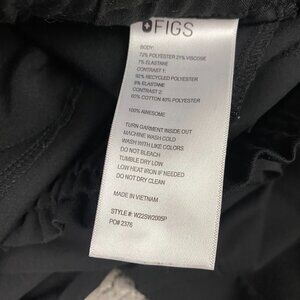 FIGS
BODY:
72% POLYESTER 21% VISCOSE
7% ELASTANE
CONTRAST 1:
92% RECYCLED POLYESTER
8% ELASTANE
CONTRAST 2:
60% COTTON 40% POLYESTER
100% AWESOME
TURN GARMENT INSIDE OUT
MACHINE WASH COLD
WASH WITH LIKE COLORS
DO NOT BLEACH
TUMBLE DRY LOW
LOW HEAT IRON IF NEEDED
DO NOT DRY CLEAN
MADE IN VIETNAM
STYLE #: W22SW2005P
PO# 2376